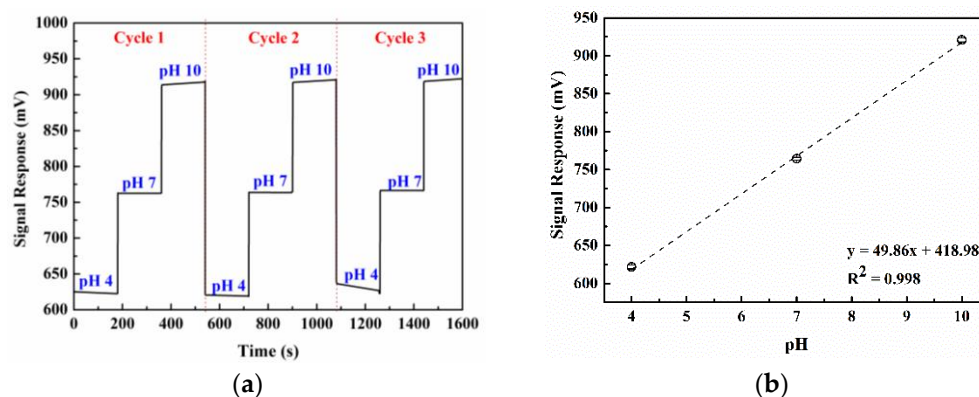 Cycle 1 Cycle 2 Cycle 3
pH 10 pH 10 pH 10
pH 7 pH 7 pH 7
pH 4 pH 4 pH 4
Signal Response (mV)
1000
950
900
850
800
750
700
650
600
0 200 400 600 800 1000 1200 1400 1600
Time (s)
(a)
Signal Response (mV)
950
900
850
800
750
700
650
600
y = 49.86x + 418.98
R² = 0.998
4 5 6 7 8 9 10
pH
(b)